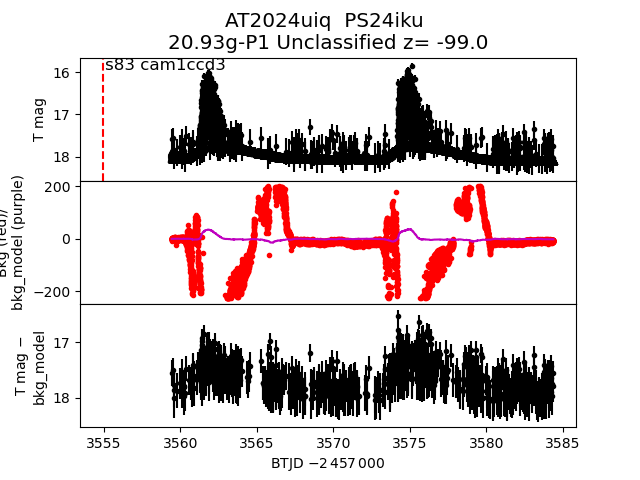 AT2024uiq  PS24iku
20.93g-P1 Unclassified z= -99.0
s83 cam1ccd3
T mag
16
17
18
Bkg (red)/
bkg_model (purple)
200
0
−200
T mag −
bkg_model
17
18
3555
3560
3565
3570
3575
3580
3585
BTJD −2 457 000